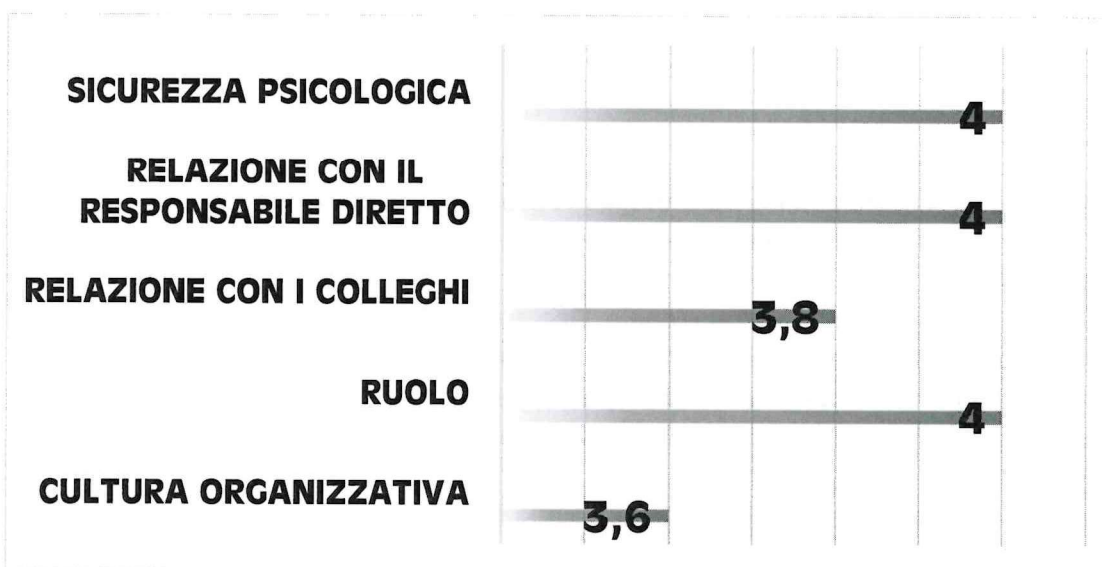 SICUREZZA PSICOLOGICA
4
RELAZIONE CON IL
RESPONSABILE DIRETTO
4
RELAZIONE CON I COLLEGHI
3,8
RUOLO
4
CULTURA ORGANIZZATIVA
3,6